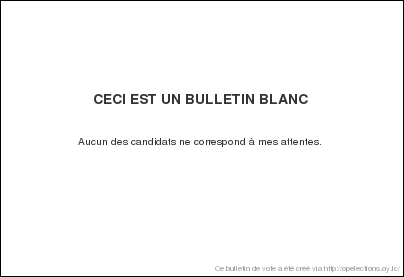 CECI EST UN BULLETIN BLANC
Aucun des candidats ne correspond à mes attentes.
Ce bulletin de vote a été créé via http://opelections.oy.lc/